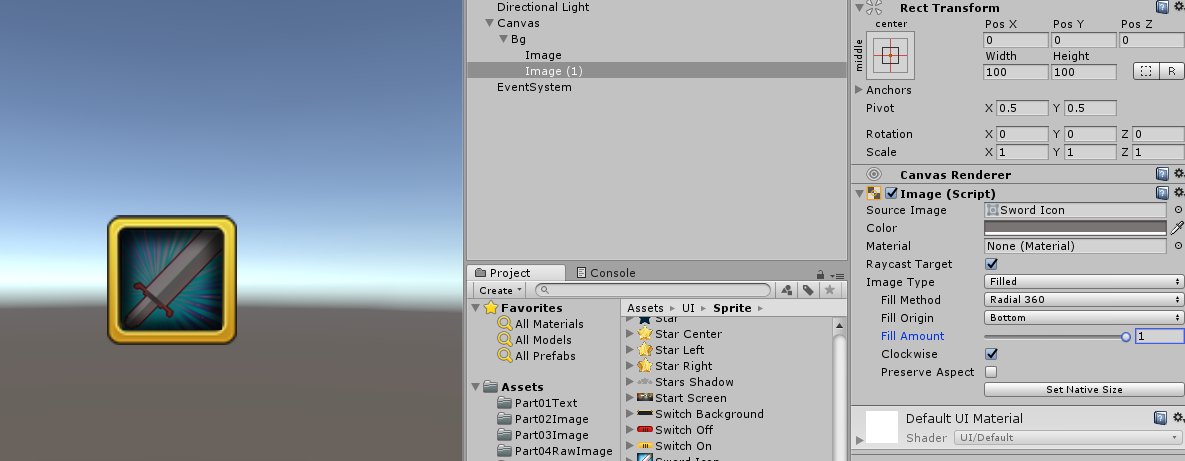 Directional Light
Canvas
Bg
Image
Image (1)
EventSystem
Project
Console
Create
Favorites
All Materials
All Models
All Prefabs
Assets
Part01Text
Part02Image
Part03Image
Part04RawImage
Assets UI Sprite
Star
Star Center
Star Left
Star Right
Stars Shadow
Start Screen
Switch Background
Switch Off
Switch On
Sword Icon
Rect Transform
center
middle
Pos X Pos Y Pos Z
0 0 0
Width Height
100 100
R
Anchors
Pivot X 0.5 Y 0.5
Rotation X 0 Y 0 Z 0
Scale X 1 Y 1 Z 1
Canvas Renderer
Image (Script)
Source Image Sword Icon
Color
Material None (Material)
Raycast Target
Image Type Filled
Fill Method Radial 360
Fill Origin Bottom
Fill Amount 1
Clockwise
Preserve Aspect
Set Native Size
Default UI Material
Shader UI/Default